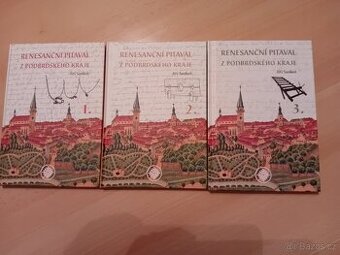 RENESANČNÍ PITAVAL
Z PODBRDSKÉHO KRAJE
1.
RENESANČNÍ PITAVAL
Z PODBRDSKÉHO KRAJE
2.
RENESANČNÍ PITAVAL
Z PODBRDSKÉHO KRAJE
3.